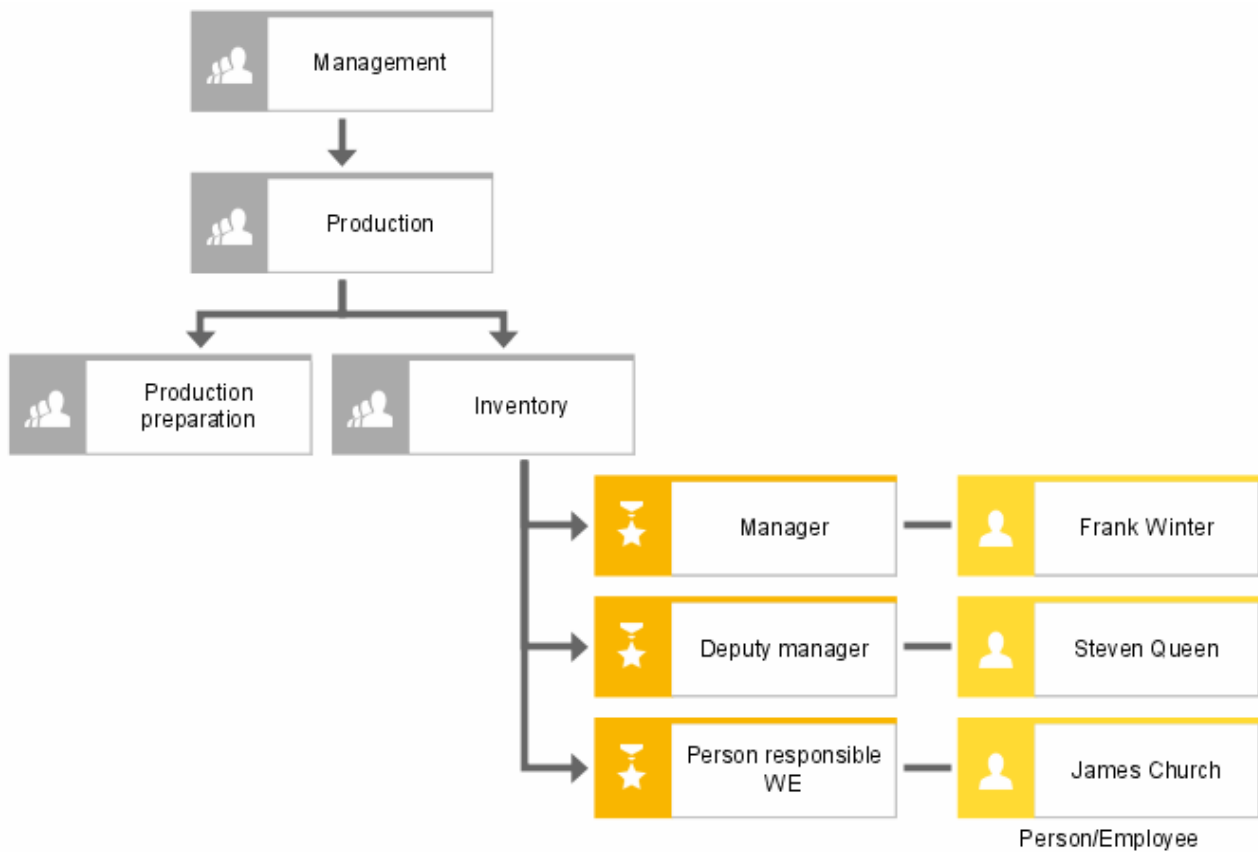 Management
Production
Production
preparation
Inventory
Manager
Frank Winter
Deputy manager
Steven Queen
Person responsible
WE
James Church
Person/Employee